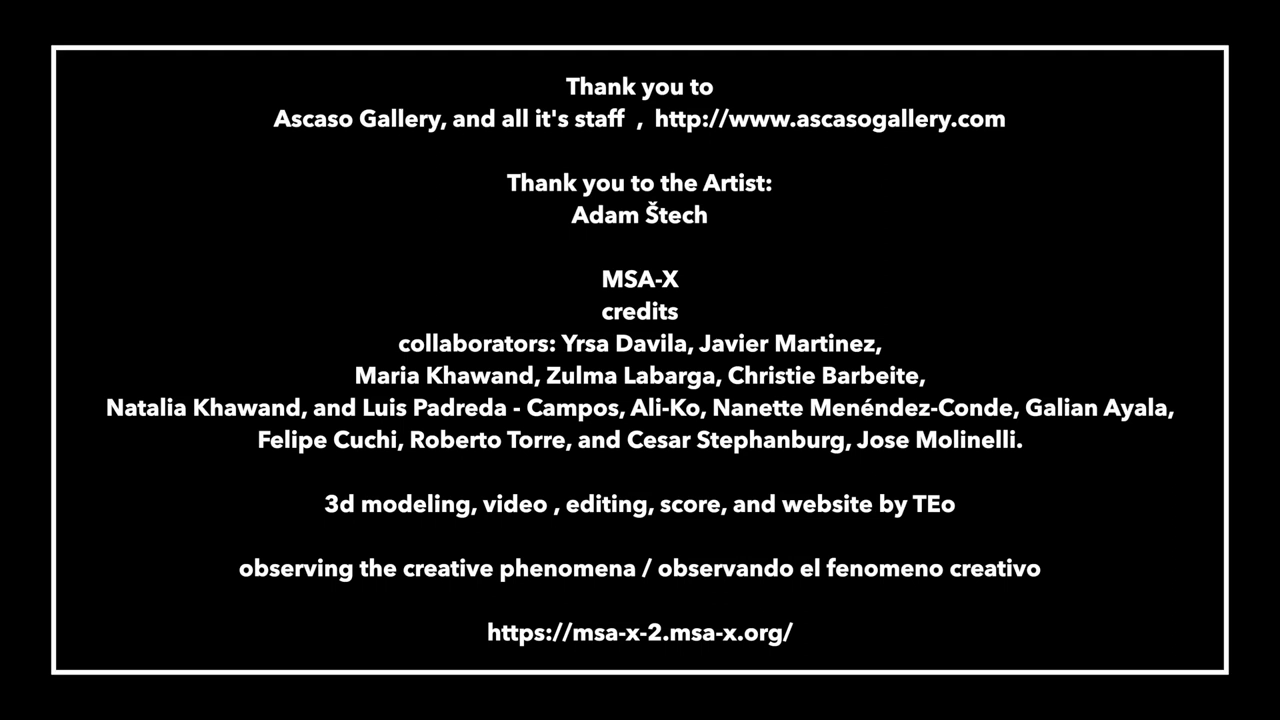 Thank you to
Ascaso Gallery, and all it's staff  ,  http://www.ascasogallery.com
Thank you to the Artist:
Adam Štech
MSA-X
credits
collaborators: Yrsa Davila, Javier Martinez,
Maria Khawand, Zulma Labarga, Christie Barbeite,
Natalia Khawand, and Luis Padreda - Campos, Ali-Ko, Nanette Menéndez-Conde, Galian Ayala,
Felipe Cuchi, Roberto Torre, and Cesar Stephanburg, Jose Molinelli.
3d modeling, video , editing, score, and website by TEo
observing the creative phenomena / observando el fenomeno creativo
https://msa-x-2.msa-x.org/